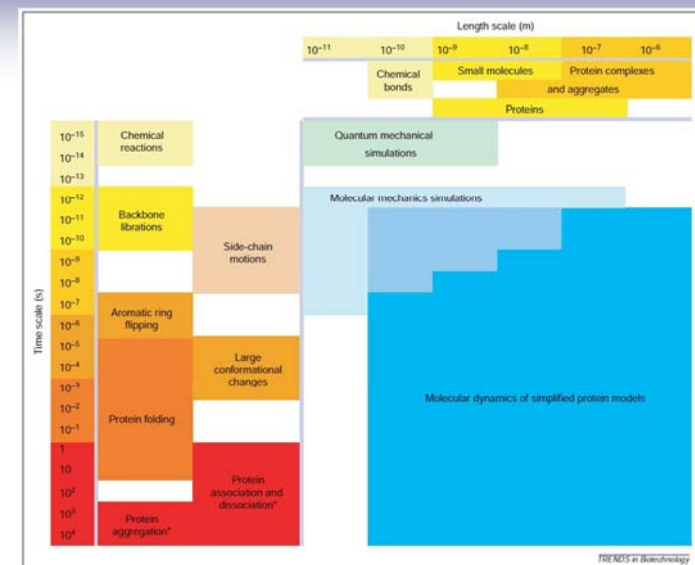 Length scale (m)
10⁻¹¹ 10⁻¹⁰ 10⁻⁹ 10⁻⁸ 10⁻⁷ 10⁻⁶
Chemical
bonds
Small molecules
Protein complexes
and aggregates
Proteins
Time scale (s)
10⁻¹⁵
10⁻¹⁴
10⁻¹³
10⁻¹²
10⁻¹¹
10⁻¹⁰
10⁻⁹
10⁻⁸
10⁻⁷
10⁻⁶
10⁻⁵
10⁻⁴
10⁻³
10⁻²
10⁻¹
1
10
10²
10³
10⁴
Chemical
reactions
Backbone
librations
Side-chain
motions
Aromatic ring
flipping
Large
conformational
changes
Protein folding
Protein
association and
dissociation*
Protein
aggregation*
Quantum mechanical
simulations
Molecular mechanics simulations
Molecular dynamics of simplified protein models
TRENDS in Biotechnology